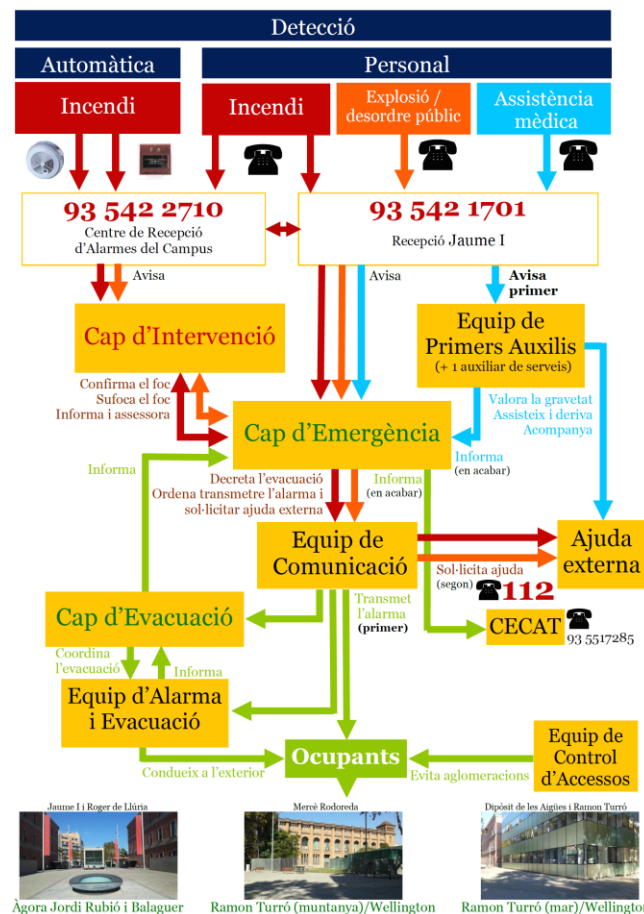 Detecció
Automàtica
Personal
Incendi
Incendi
Explosió /
desordre públic
Assistència
mèdica
93 542 2710
Centre de Recepció
d'Alarmes del Campus
93 542 1701
Recepció Jaume I
Avisa
Avisa
Avisa
primer
Cap d'Intervenció
Equip de
Primers Auxilis
(+ 1 auxiliar de serveis)
Confirma el foc
Sufoca el foc
Informa i assessora
Valora la gravetat
Assisteix i deriva
Acompanya
Cap d'Emergència
Informa
Informa
(en acabar)
Decreta l'evacuació
Ordena transmetre l'alarma i
sol·licitar ajuda externa
Informa
(en acabar)
Equip de
Comunicació
Ajuda
externa
Sol·licita ajuda
(segon)
112
Transmet
l'alarma
(primer)
Cap d'Evacuació
CECAT
93 5517285
Coordina
l'evacuació
Informa
Equip d'Alarma
i Evacuació
Ocupants
Equip de
Control
d'Accessos
Condueix a l'exterior
Evita aglomeracions
Jaume I i Roger de Llúria
Mercè Rodoreda
Dipòsit de les Aigües i Ramon Turró
Àgora Jordi Rubió i Balaguer
Ramon Turró (muntanya)/Wellington
Ramon Turró (mar)/Wellington